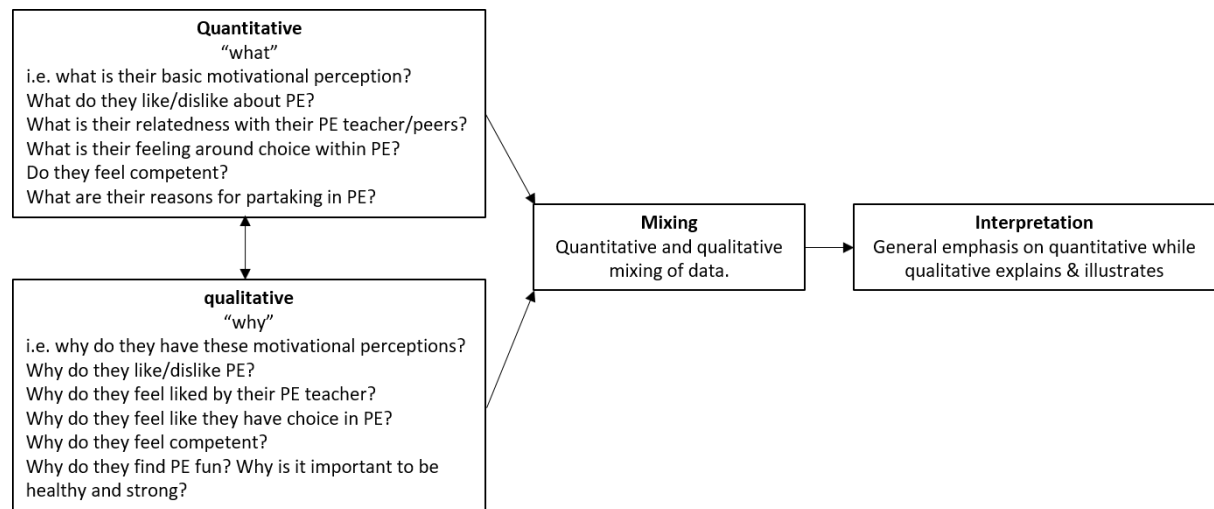 Quantitative
“what”
i.e. what is their basic motivational perception?
What do they like/dislike about PE?
What is their relatedness with their PE teacher/peers?
What is their feeling around choice within PE?
Do they feel competent?
What are their reasons for partaking in PE?
qualitative
“why”
i.e. why do they have these motivational perceptions?
Why do they like/dislike PE?
Why do they feel liked by their PE teacher?
Why do they feel like they have choice in PE?
Why do they feel competent?
Why do they find PE fun? Why is it important to be
healthy and strong?
Mixing
Quantitative and qualitative
mixing of data.
Interpretation
General emphasis on quantitative while
qualitative explains & illustrates